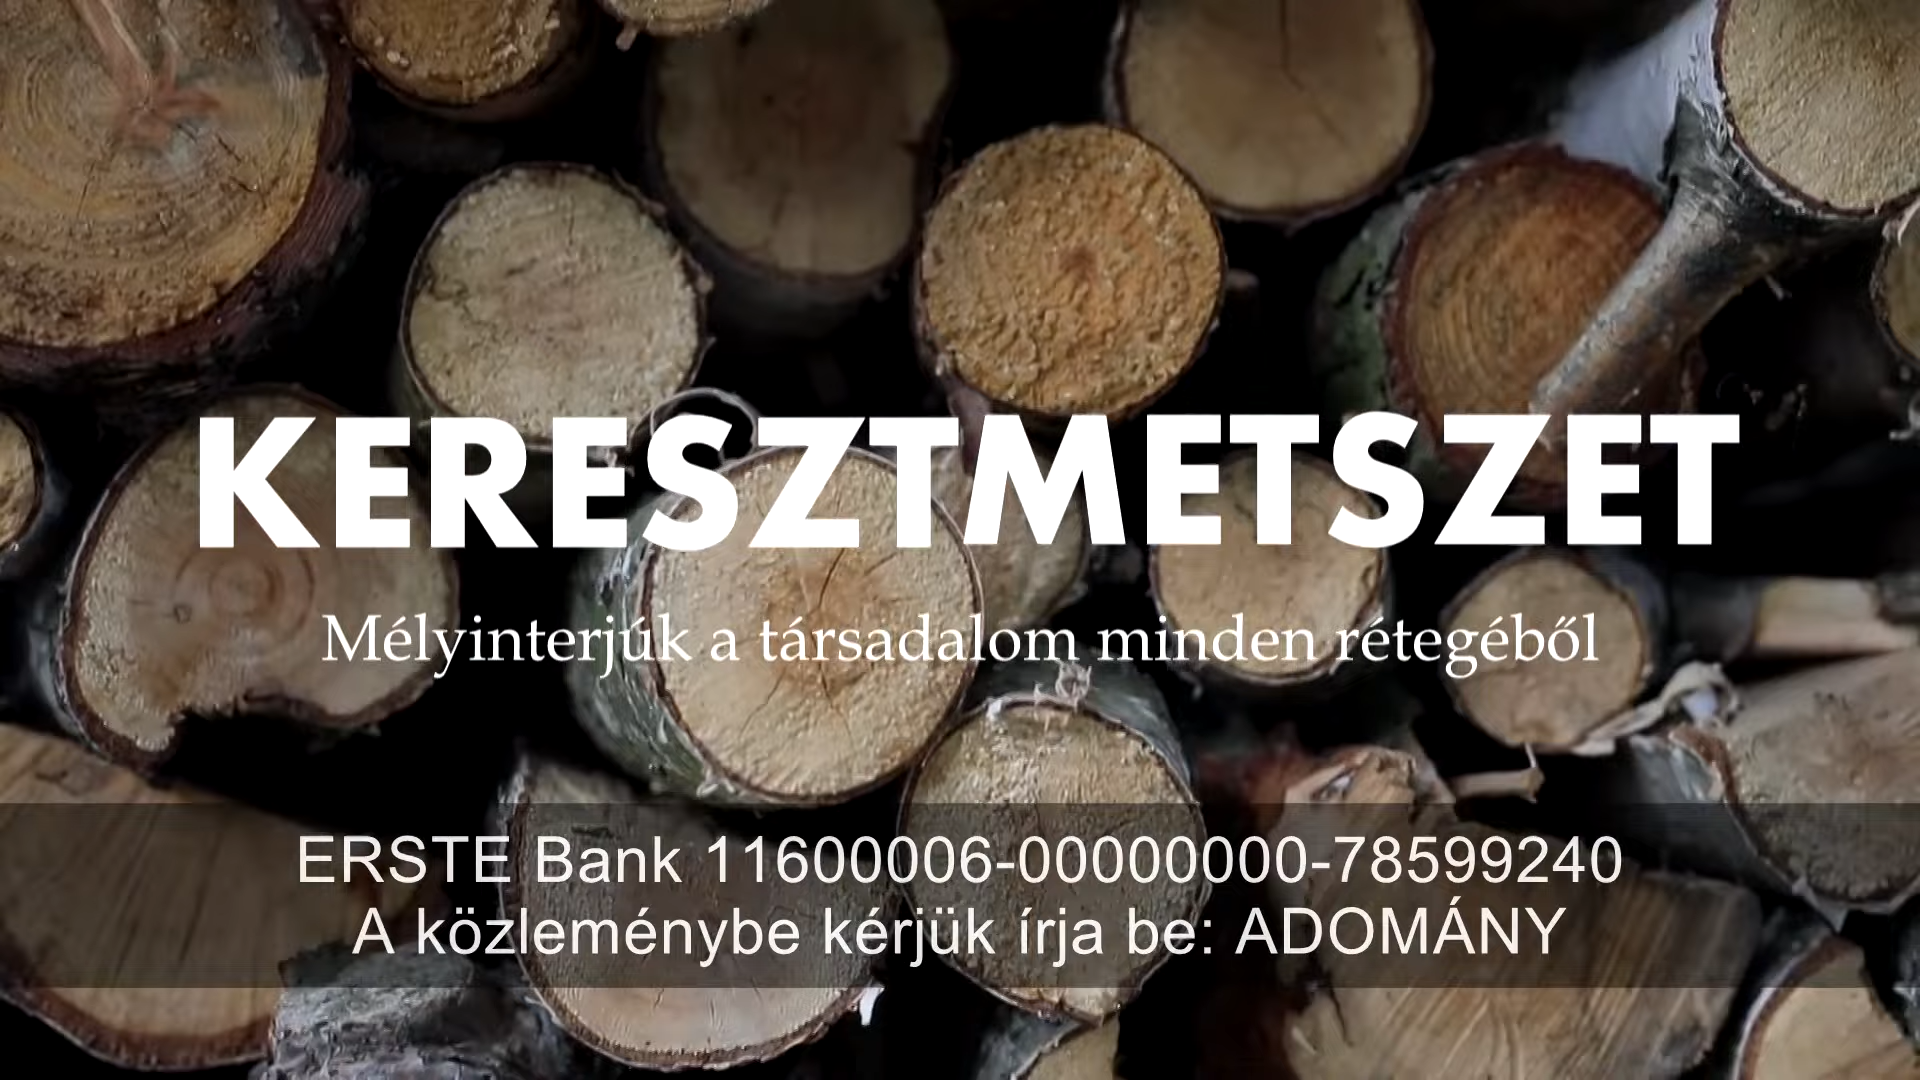 KERESZTMETSZET
Mélyinterjúk a társadalom minden rétegéből
ERSTE Bank 11600006-00000000-78599240
A közleménybe kérjük írja be: ADOMÁNY